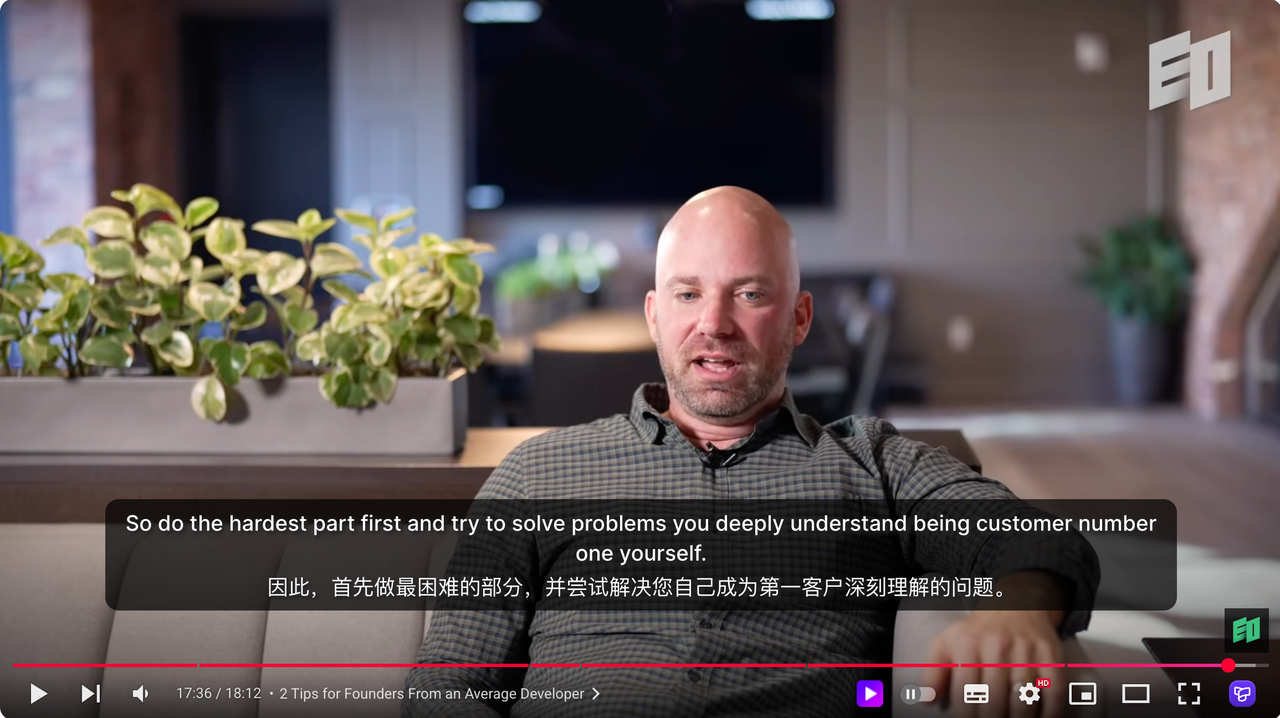 EO
So do the hardest part first and try to solve problems you deeply understand being customer number
one yourself.
因此，首先做最困难的部分，并尝试解决您自己成为第一客户深刻理解的问题。
EO
17:36 / 18:12 • 2 Tips for Founders From an Average Developer
HD